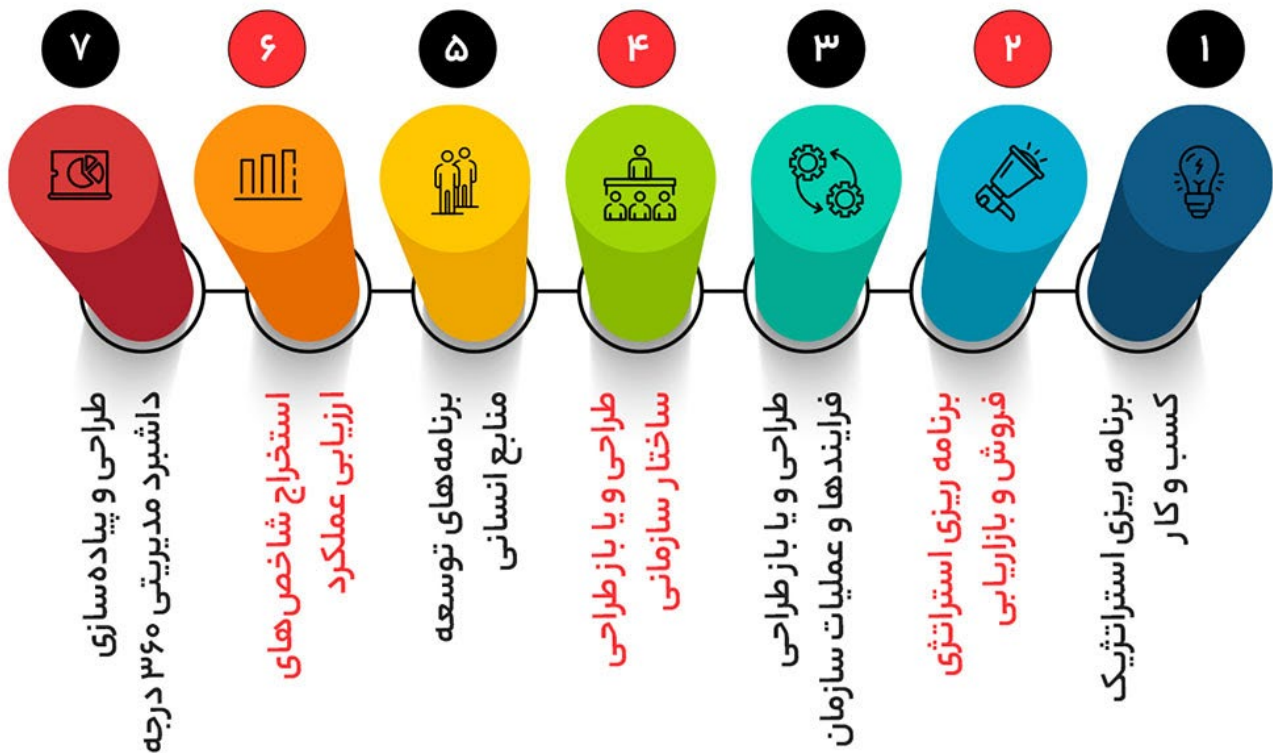 ۱
برنامه ریزی استراتژیک
کسب و کار
۲
برنامه ریزی استراتژی
فروش و بازاریابی
۳
طراحی و یا بازطراحی
فرایندها و عملیات سازمان
۴
طراحی و یا بازطراحی
ساختار سازمانی
۵
برنامه‌های توسعه
منابع انسانی
۶
استخراج شاخص‌های
ارزیابی عملکرد
۷
طراحی و پیاده‌سازی
داشبرد مدیریتی ۳۶۰ درجه